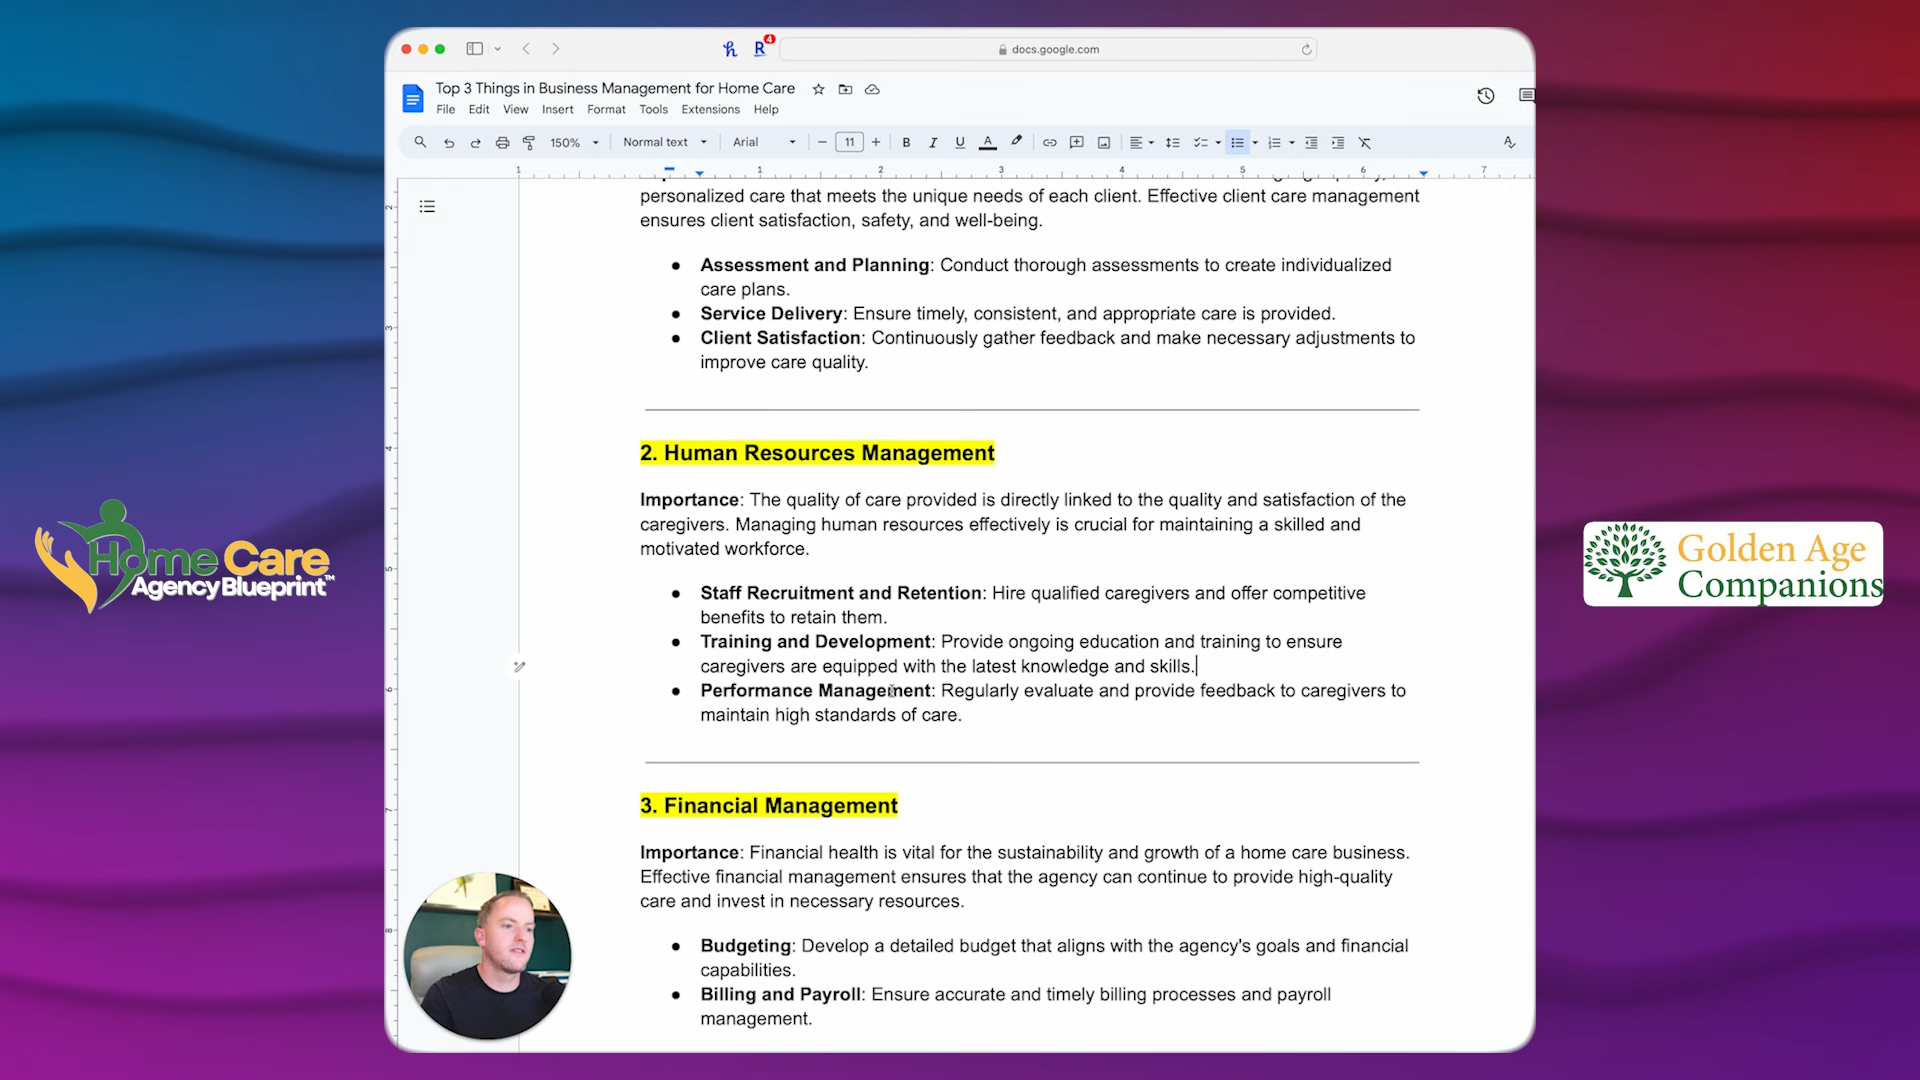 4
docs.google.com
Top 3 Things in Business Management for Home Care
File Edit View Insert Format Tools Extensions Help
150% Normal text Arial 11
1 1 2 3 4 5 6 7
personalized care that meets the unique needs of each client. Effective client care management
ensures client satisfaction, safety, and well-being.
● Assessment and Planning: Conduct thorough assessments to create individualized
care plans.
● Service Delivery: Ensure timely, consistent, and appropriate care is provided.
● Client Satisfaction: Continuously gather feedback and make necessary adjustments to
improve care quality.
2. Human Resources Management
Importance: The quality of care provided is directly linked to the quality and satisfaction of the
caregivers. Managing human resources effectively is crucial for maintaining a skilled and
motivated workforce.
● Staff Recruitment and Retention: Hire qualified caregivers and offer competitive
benefits to retain them.
● Training and Development: Provide ongoing education and training to ensure
caregivers are equipped with the latest knowledge and skills.
● Performance Management: Regularly evaluate and provide feedback to caregivers to
maintain high standards of care.
3. Financial Management
Importance: Financial health is vital for the sustainability and growth of a home care business.
Effective financial management ensures that the agency can continue to provide high-quality
care and invest in necessary resources.
● Budgeting: Develop a detailed budget that aligns with the agency's goals and financial
capabilities.
● Billing and Payroll: Ensure accurate and timely billing processes and payroll
management.
Home Care
Agency Blueprint™
Golden Age
Companions